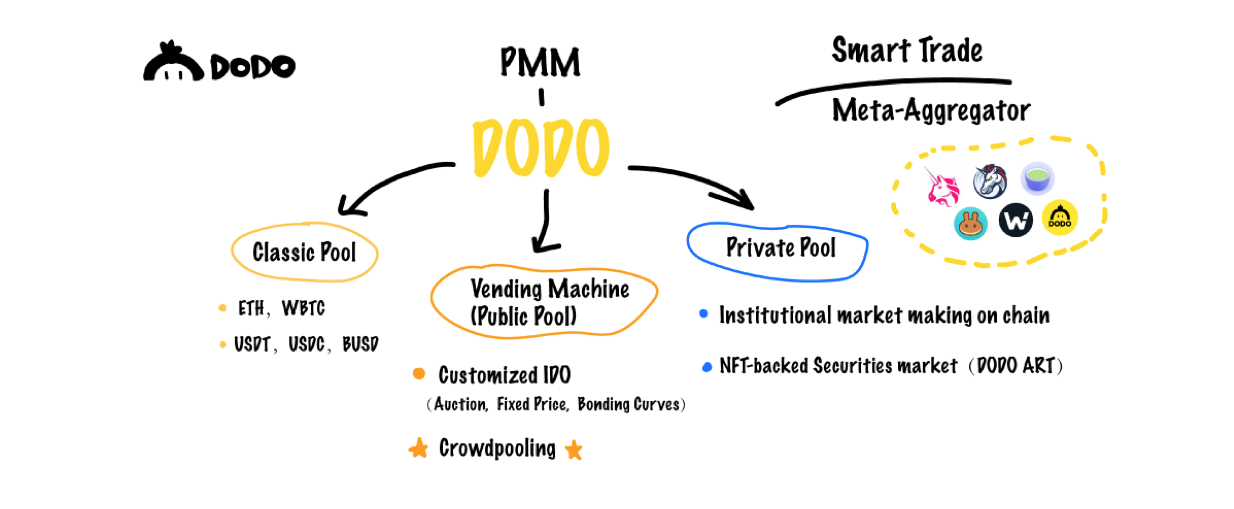 DODO
PMM
DODO
Smart Trade
Meta-Aggregator
W
DODO
Classic Pool
ETH, WBTC
USDT, USDC, BUSD
Vending Machine
(Public Pool)
Customized IDO
(Auction, Fixed Price, Bonding Curves)
Crowdpooling
Private Pool
Institutional market making on chain
NFT-backed Securities market (DODO ART)